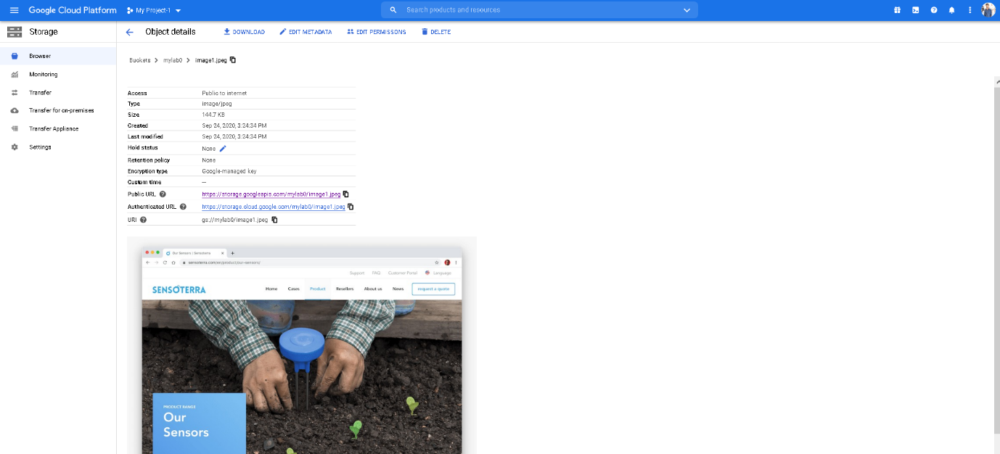 Google Cloud Platform My Project-1 Search products and resources
Storage Object details DOWNLOAD EDIT METADATA EDIT PERMISSONS DELETE
Browser
Monitoring
Transfer
Transfer for on-premises
Transfer Appliance
Settings
Buckets mylab0 image1.jpeg
Access Public to internet
Type image/jpeg
Size 144.7 KB
Created Sep 24, 2020, 3:24:34 PM
Last modified Sep 24, 2020, 3:24:34 PM
Hold status None
Retention policy None
Encryption type Google-managed key
Custom time —
Public URL https://storage.googleapis.com/mylab0/image1.jpeg
Authenticated URL https://storage.cloud.google.com/mylab0/image1.jpeg
URI gs://mylab0/image1.jpeg
Our Sensors / Sensoterra
sensoterra.com/en/product/our-sensors/
Support FAQ Customer Portal Language
SENSOTERRA Home Cases Product Resellers About us News request a quote
PRODUCT RANGE
Our
Sensors